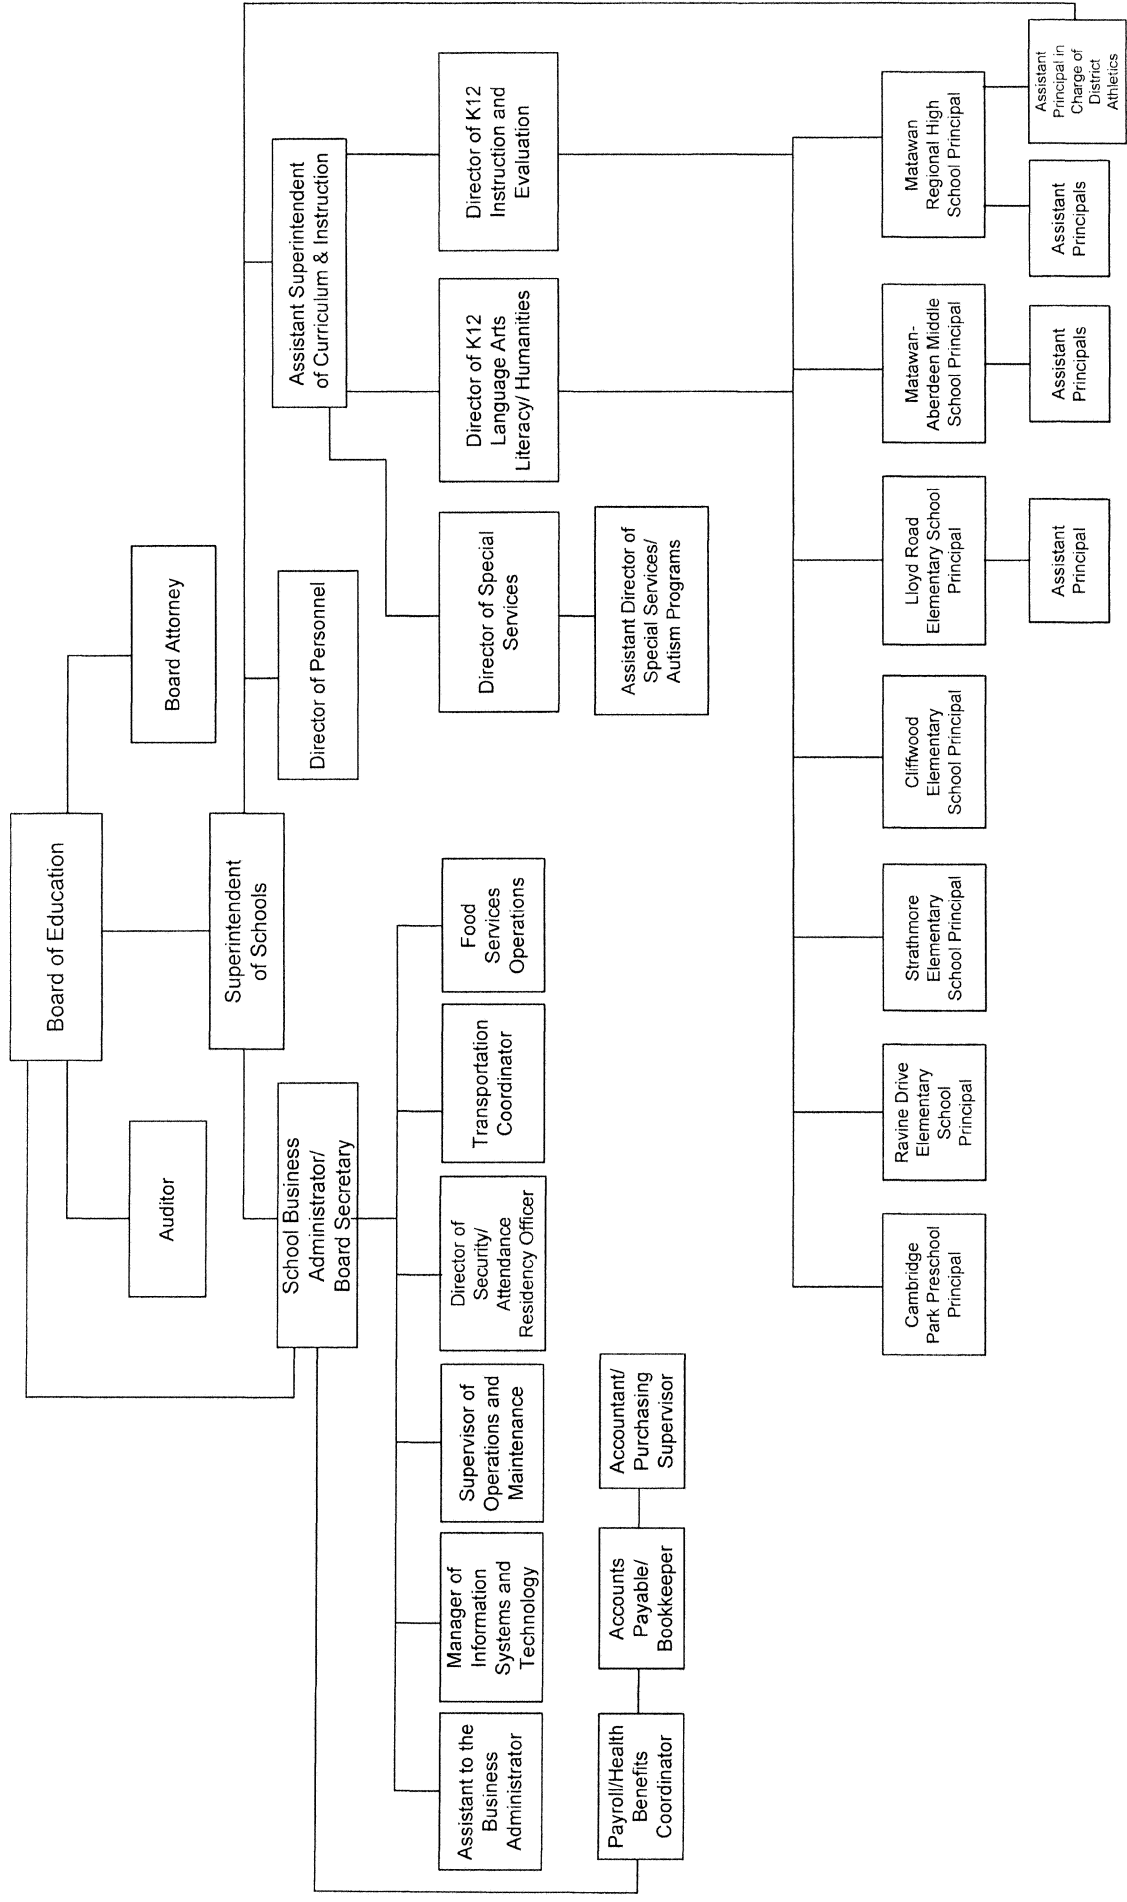 Board of Education
Auditor
Board Attorney
Superintendent
of Schools
School Business
Administrator/
Board Secretary
Director of Personnel
Assistant Superintendent
of Curriculum & Instruction
Assistant to the
Business
Administrator
Manager of
Information
Systems and
Technology
Supervisor of
Operations and
Maintenance
Director of
Security/
Attendance
Residency Officer
Transportation
Coordinator
Food
Services
Operations
Director of Special
Services
Director of K12
Language Arts
Literacy/ Humanities
Director of K12
Instruction and
Evaluation
Payroll/Health
Benefits
Coordinator
Accounts
Payable/
Bookkeeper
Accountant/
Purchasing
Supervisor
Assistant Director of
Special Services/
Autism Programs
Cambridge
Park Preschool
Principal
Ravine Drive
Elementary
School
Principal
Strathmore
Elementary
School Principal
Cliffwood
Elementary
School Principal
Lloyd Road
Elementary School
Principal
Matawan-
Aberdeen Middle
School Principal
Matawan
Regional High
School Principal
Assistant
Principal
Assistant
Principals
Assistant
Principals
Assistant
Principal in
Charge of
District
Athletics